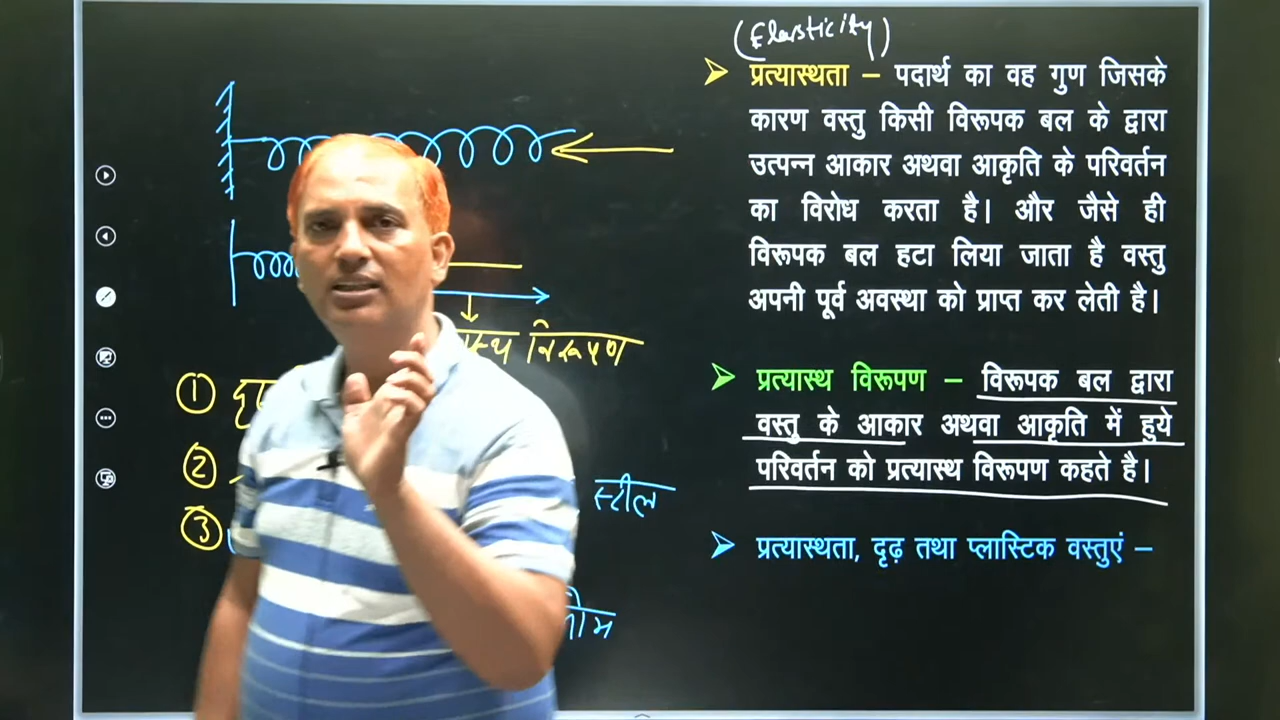 (Elasticity)
प्रत्यास्थता – पदार्थ का वह गुण जिसके
कारण वस्तु किसी विरूपक बल के द्वारा
उत्पन्न आकार अथवा आकृति के परिवर्तन
का विरोध करता है। और जैसे ही
विरूपक बल हटा लिया जाता है वस्तु
अपनी पूर्व अवस्था को प्राप्त कर लेती है।
प्रत्यास्थ विरूपण – विरूपक बल द्वारा
वस्तु के आकार अथवा आकृति में हुये
परिवर्तन को प्रत्यास्थ विरूपण कहते है।
प्रत्यास्थता, दृढ़ तथा प्लास्टिक वस्तुएं –
विरूपण
①
②
स्टील
③